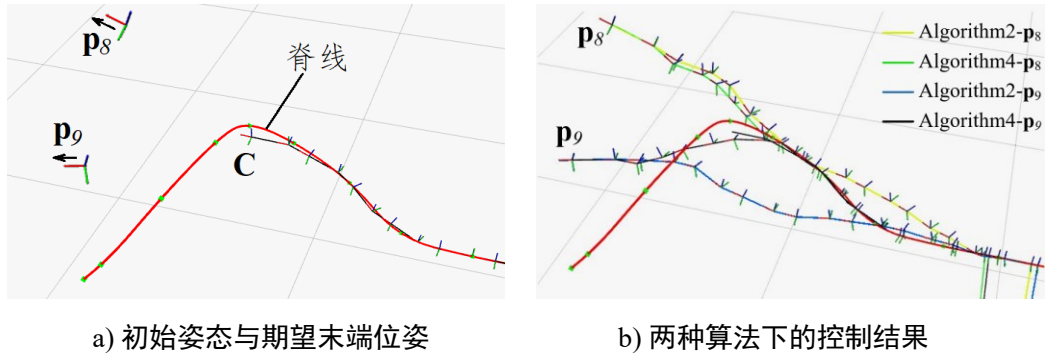 p8
脊线
p9
C
p8
Algorithm2-p8
Algorithm4-p8
Algorithm2-p9
Algorithm4-p9
p9
a) 初始姿态与期望末端位姿
b) 两种算法下的控制结果